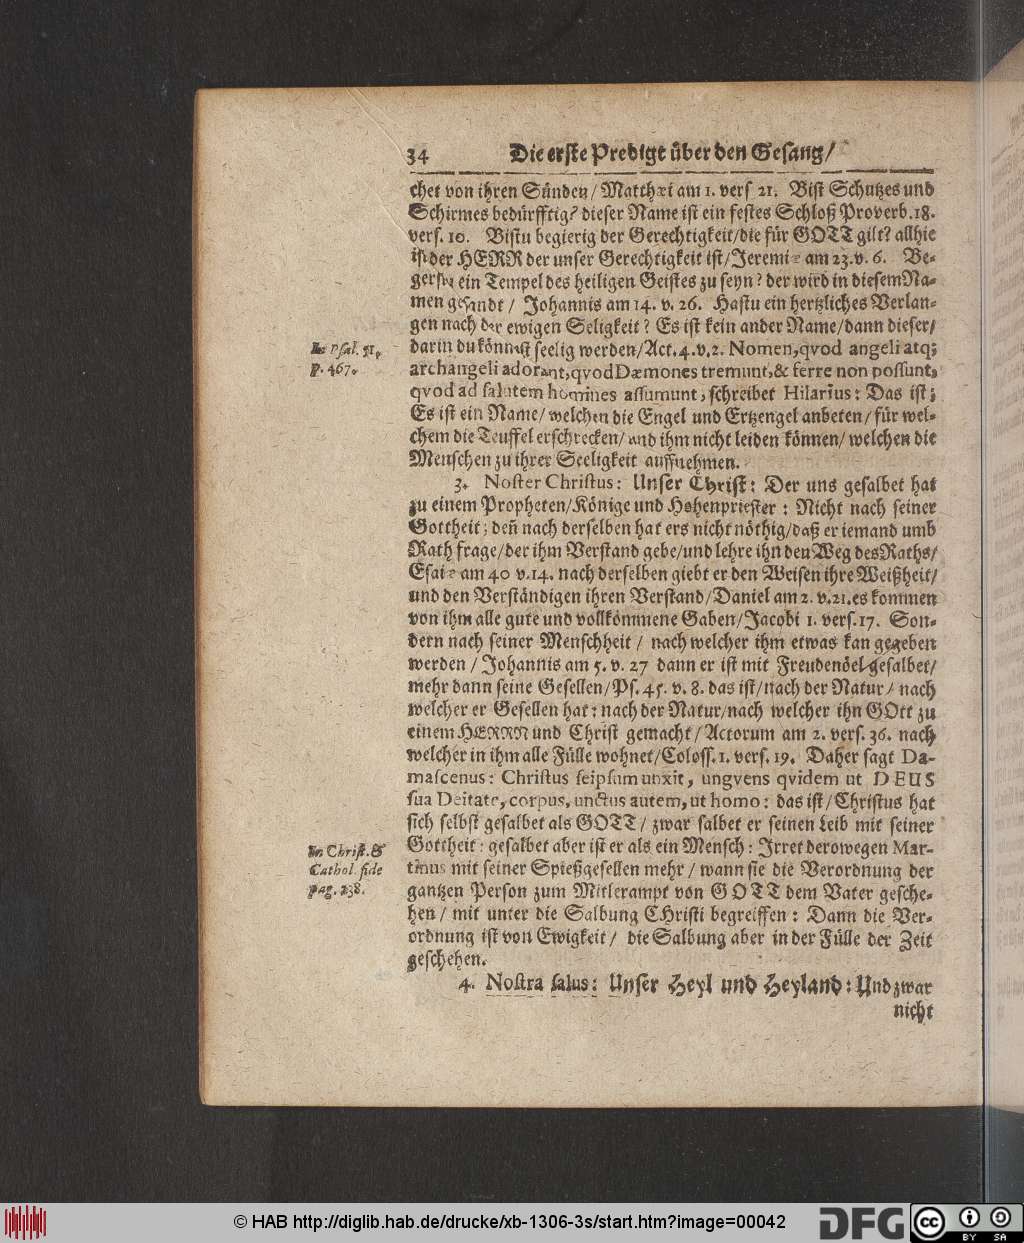 34 Die erste Predigt über den Gesang/
chet von ihren Sünden/ Matthæi am 1. vers 21. Bist Schutzes und
Schirmes bedürfftig? dieser Name ist ein festes Schloß Proverb. 18.
vers. 10. Bistu begierig der Gerechtigkeit/die für GOTT gilt? allhie
ist der HERR der unser Gerechtigkeit ist/Jeremiæ am 23. v. 6. Be-
gerstu ein Tempel des heiligen Geistes zu seyn? der wird in diesem Na-
men gesandt/ Johannis am 14. v. 26. Hastu ein hertzliches Verlan-
gen nach der ewigen Seligkeit? Es ist kein ander Name/dann dieser/
In Psal. 51.
p. 467.
darin du könnest seelig werden/Act. 4. v. 2. Nomen, qvod angeli atq;
archangeli adorant, qvod Dæmones tremunt, & ferre non possunt,
qvod ad salutem homines assumunt, schreibet Hilarius: Das ist;
Es ist ein Name/ welchen die Engel und Ertzengel anbeten/ für wel-
chem die Teuffel erschrecken/ und ihm nicht leiden können/ welchen die
Menschen zu ihrer Seeligkeit auffnehmen.
3. Noster Christus: Unser Christ: Der uns gesalbet hat
zu einem Propheten/Könige und Hohenpriester: Nicht nach seiner
Gottheit; deñ nach derselben hat ers nicht nöthig/daß er iemand umb
Rath frage/der ihm Verstand gebe/und lehre ihn den Weg des Raths/
Esaiæ am 40 v. 14. nach derselben giebt er den Weisen ihre Weißheit/
und den Verständigen ihren Verstand/Daniel am 2. v. 21. es kommen
von ihm alle gute und vollkommene Gaben/Jacobi 1. vers. 17. Son-
dern nach seiner Menschheit/ nach welcher ihm etwas kan gegeben
werden/ Johannis am 5. v. 27 dann er ist mit Freudenöel gesalbet/
mehr dann seine Gesellen/Ps. 45. v. 8. das ist/nach der Natur/ nach
welcher er Gesellen hat: nach der Natur/nach welcher ihn GOtt zu
einem HERRN und Christ gemacht/Actorum am 2. vers. 36. nach
welcher in ihm alle Fülle wohnet/Coloss. 1. vers. 19. Daher sagt Da-
mascenus: Christus seipsum unxit, ungvens qvidem ut DEUS
sua Deitate, corpus, unctus autem, ut homo: das ist/Christus hat
sich selbst gesalbet als GOTT/ zwar salbet er seinen Leib mit seiner
In Christ. &
Cathol. fide
pag. 238.
Gottheit: gesalbet aber ist er als ein Mensch: Irret derowegen Mar-
tinus mit seiner Spießgesellen mehr/ wann sie die Verordnung der
gantzen Person zum Mitlerampt von GOTT dem Vater gesche-
hen/ mit unter die Salbung CHristi begreiffen: Dann die Ver-
ordnung ist von Ewigkeit/ die Salbung aber in der Fülle der Zeit
geschehen.
4. Nostra salus: Unser Heyl und Heyland: Und zwar
nicht
© HAB http://diglib.hab.de/drucke/xb-1306-3s/start.htm?image=00042
DFG
cc BY SA